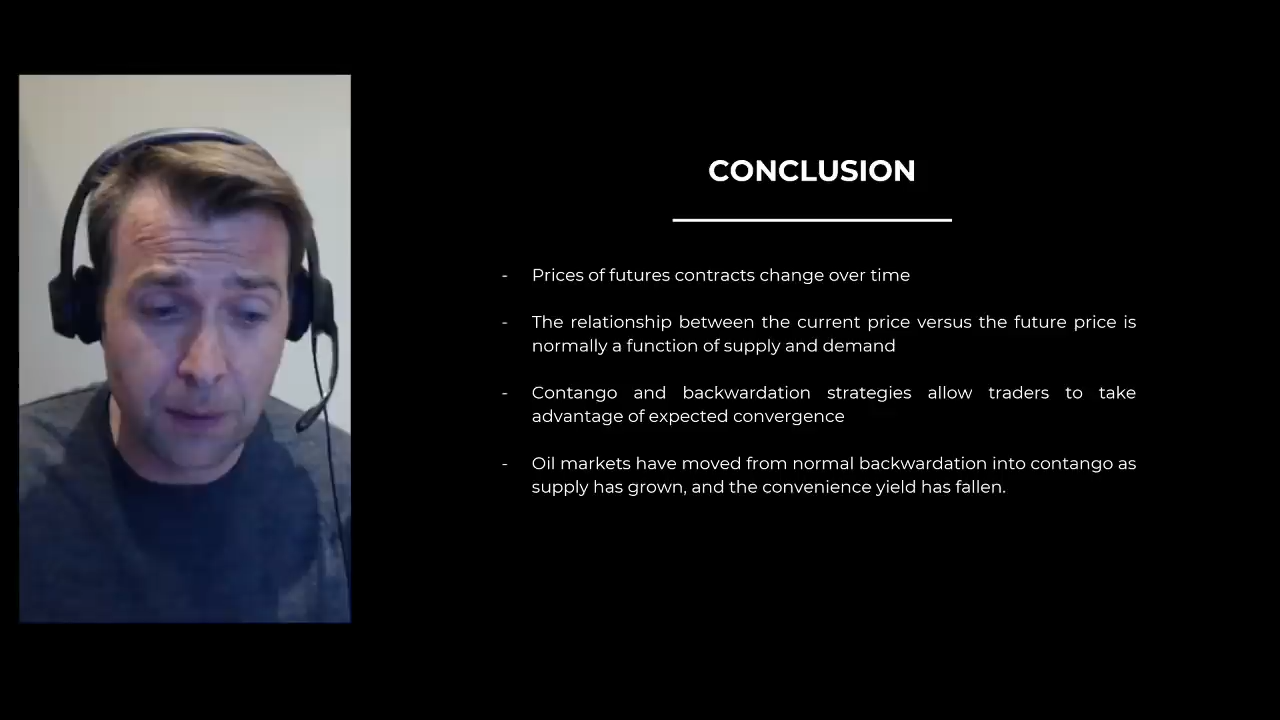 CONCLUSION
- Prices of futures contracts change over time
- The relationship between the current price versus the future price is
normally a function of supply and demand
- Contango and backwardation strategies allow traders to take
advantage of expected convergence
- Oil markets have moved from normal backwardation into contango as
supply has grown, and the convenience yield has fallen.